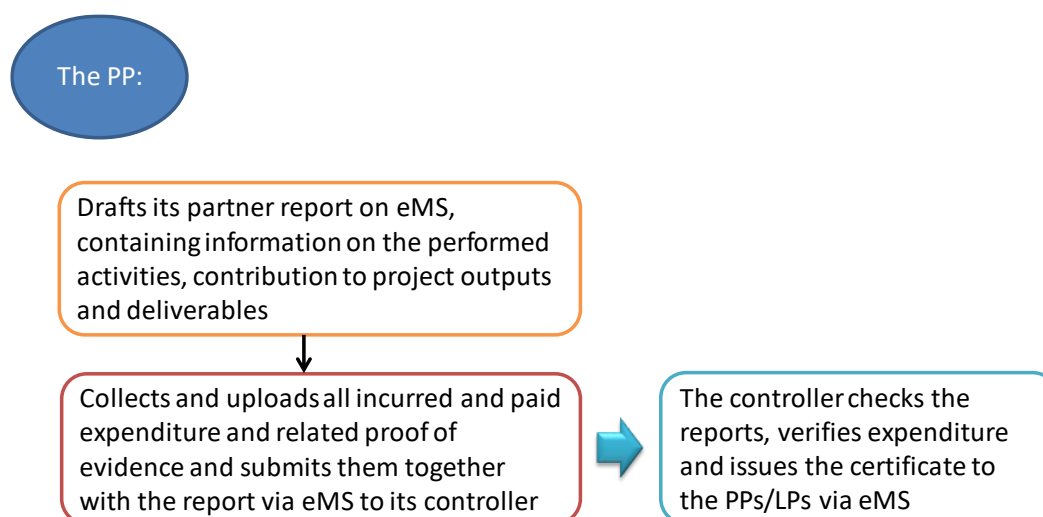 The PP:
Drafts its partner report on eMS,
containing information on the performed
activities, contribution to project outputs
and deliverables
Collects and uploads all incurred and paid
expenditure and related proof of
evidence and submits them together
with the report via eMS to its controller
The controller checks the
reports, verifies expenditure
and issues the certificate to
the PPs/LPs via eMS